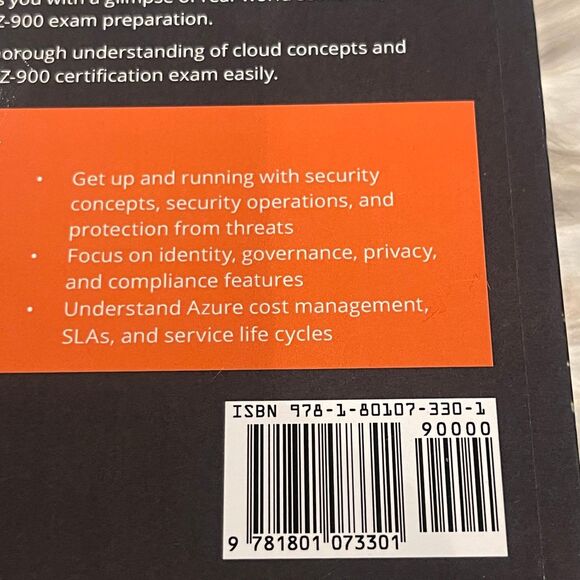 you with a glimpse of real-world
Z-900 exam preparation.
orough understanding of cloud concepts and
Z-900 certification exam easily.
• Get up and running with security
concepts, security operations, and
protection from threats
• Focus on identity, governance, privacy,
and compliance features
• Understand Azure cost management,
SLAs, and service life cycles
ISBN 978-1-80107-330-1
90000
9 781801 073301